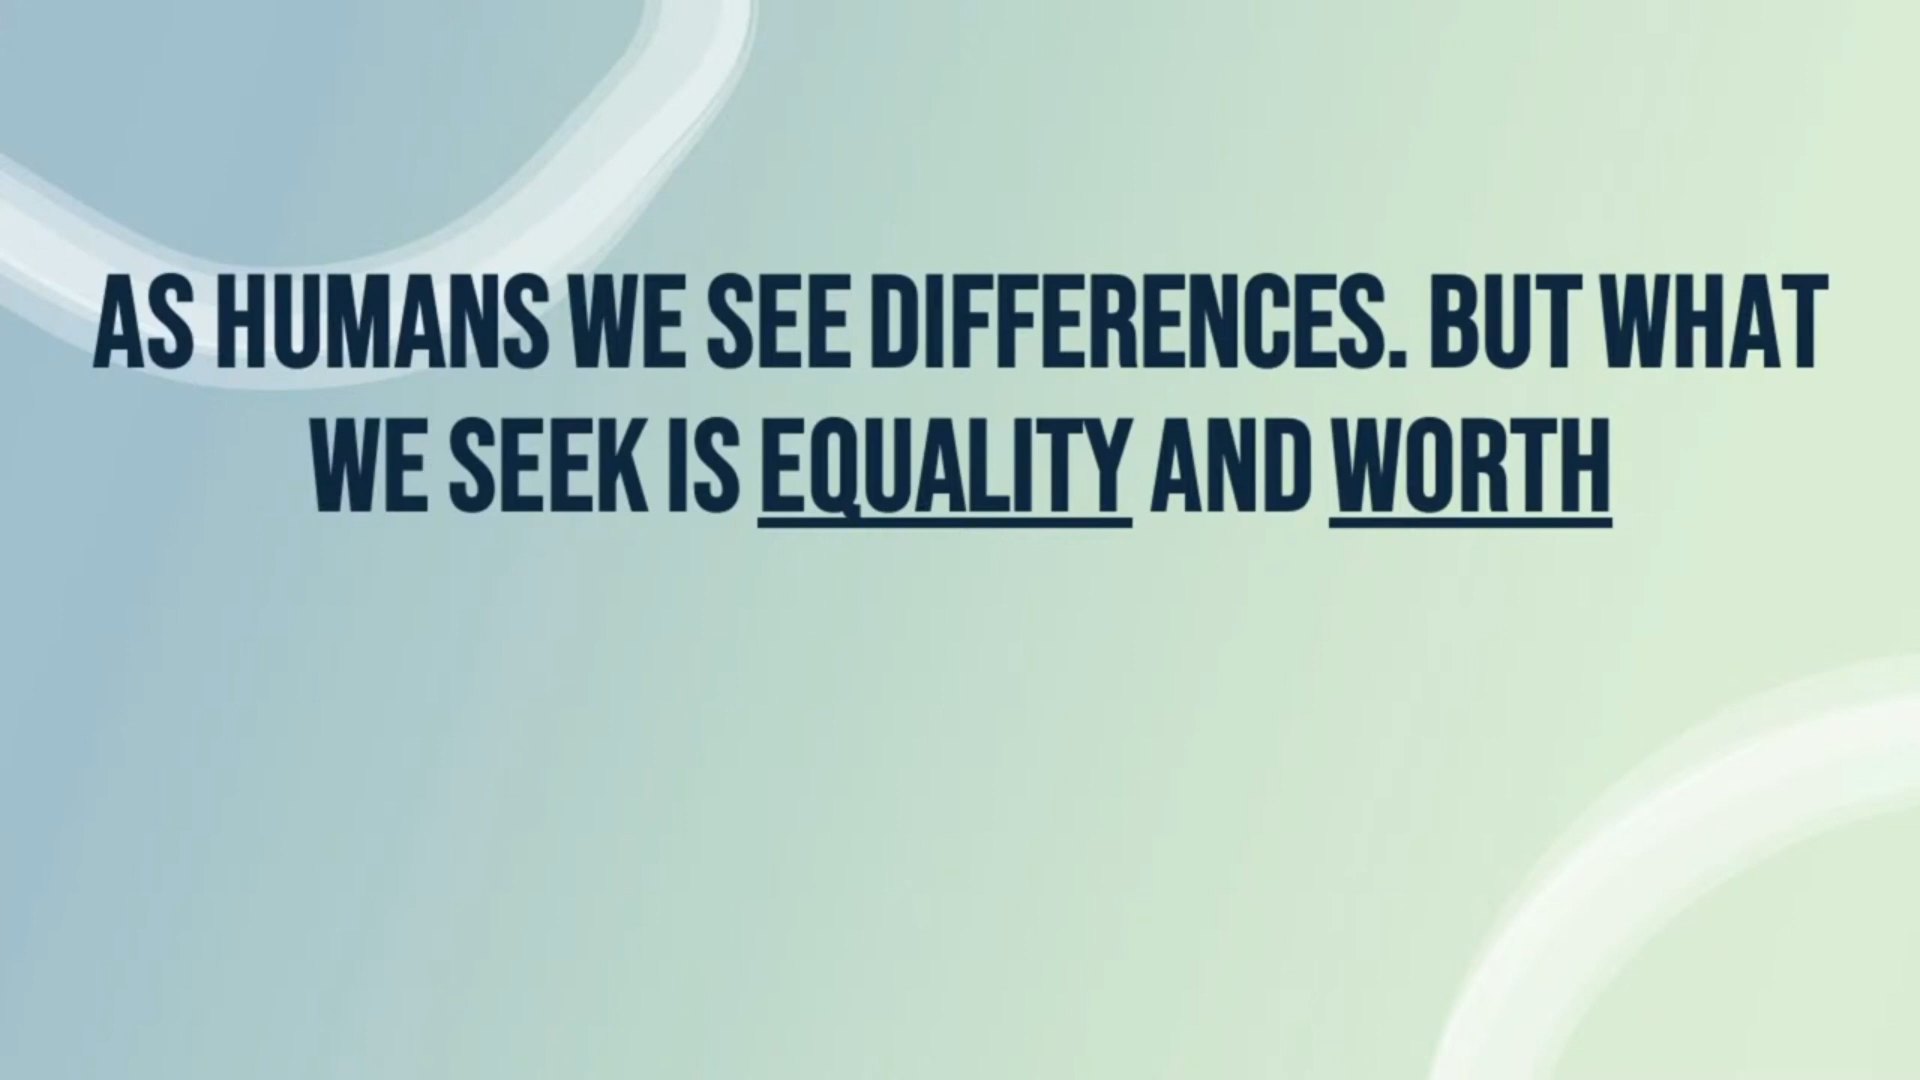 AS HUMANS WE SEE DIFFERENCES. BUT WHAT
WE SEEK IS EQUALITY AND WORTH